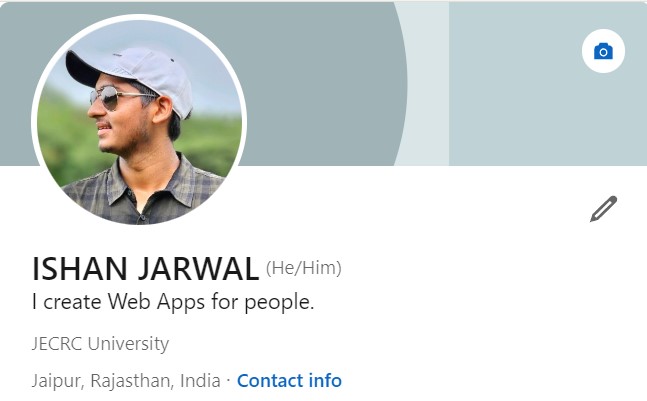 ISHAN JARWAL (He/Him)
I create Web Apps for people.
JECRC University
Jaipur, Rajasthan, India · Contact info